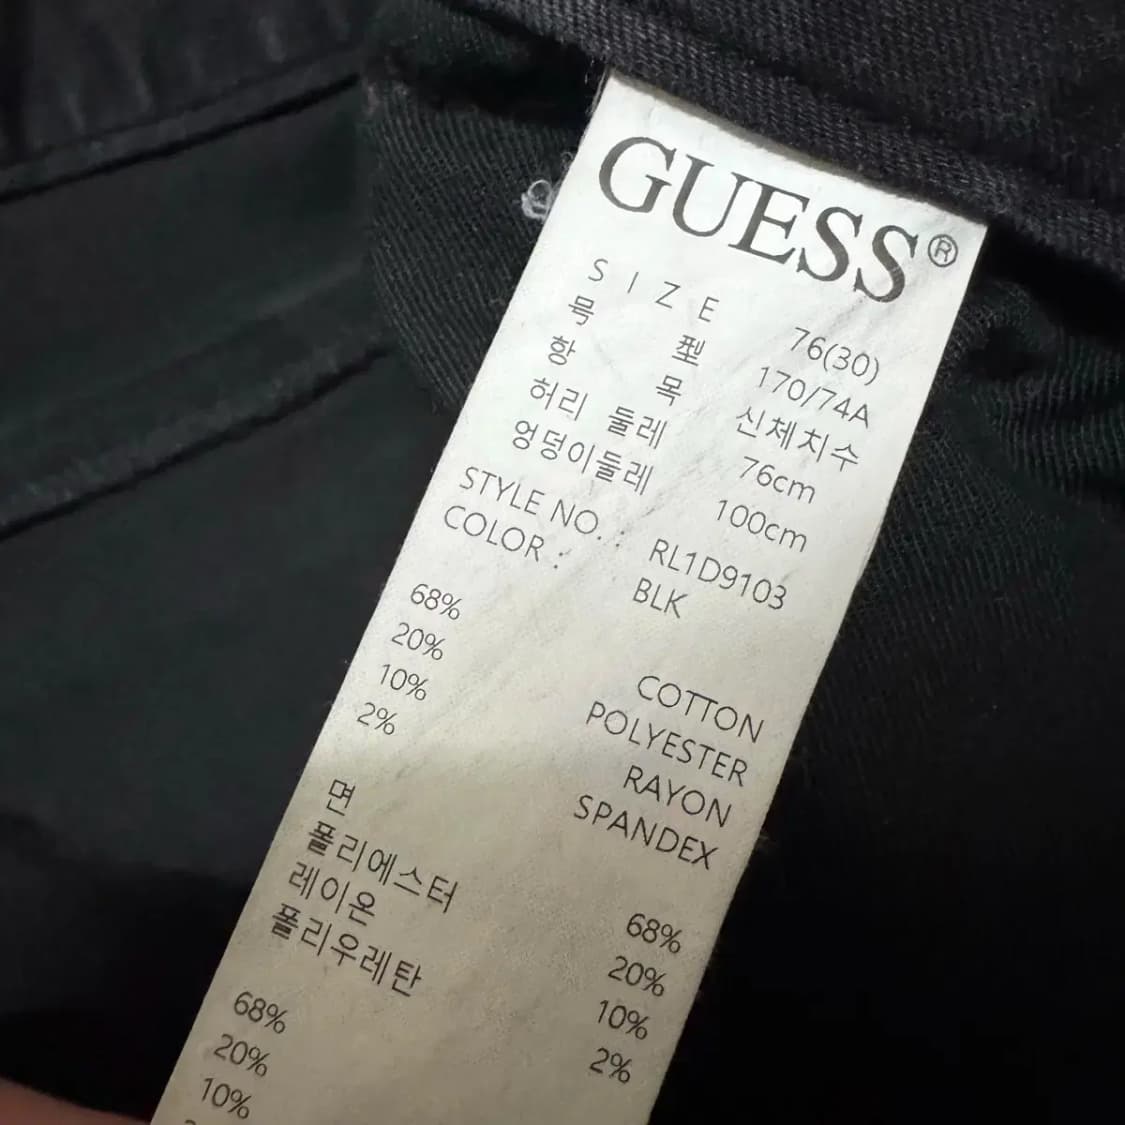 GUESS®
SIZE 76(30)
호 형 170/74A
항 목 신체치수
허리 둘레 76cm
엉덩이둘레 100cm
STYLE NO. : RL1D9103
COLOR : BLK
68% COTTON
20% POLYESTER
10% RAYON
2% SPANDEX
면 68%
폴리에스터 20%
레이온 10%
폴리우레탄 2%
68%
20%
10%